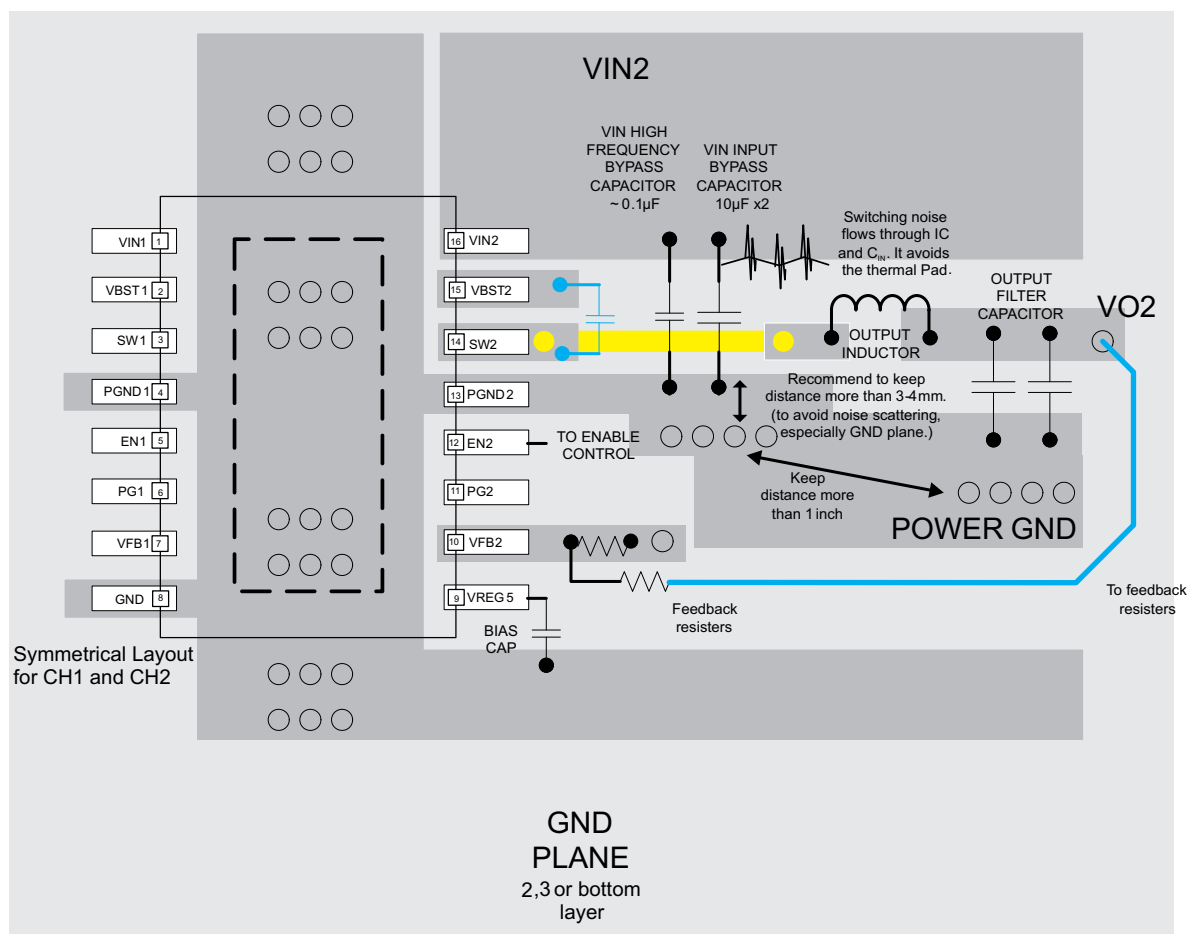 VIN2
VIN HIGH
FREQUENCY
BYPASS
CAPACITOR
~ 0.1µF
VIN INPUT
BYPASS
CAPACITOR
10µF x2
Switching noise
flows through IC
and CIN. It avoids
the thermal Pad.
OUTPUT
FILTER
CAPACITOR
VO2
VIN1 1
VBST1 2
SW1 3
PGND1 4
EN1 5
PG1 6
VFB1 7
GND 8
16 VIN2
15 VBST2
14 SW2
13 PGND2
12 EN2
11 PG2
10 VFB2
9 VREG5
OUTPUT
INDUCTOR
Recommend to keep
distance more than 3-4mm.
(to avoid noise scattering,
especially GND plane.)
TO ENABLE
CONTROL
Keep
distance more
than 1 inch
POWER GND
To feedback
resisters
Feedback
resisters
BIAS
CAP
Symmetrical Layout
for CH1 and CH2
GND
PLANE
2,3 or bottom
layer